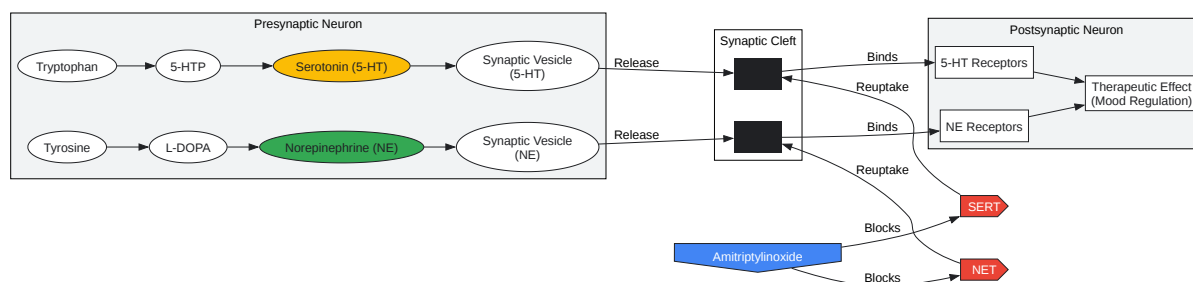 Presynaptic Neuron
Tryptophan
5-HTP
Serotonin (5-HT)
Synaptic Vesicle
(5-HT)
Release
Tyrosine
L-DOPA
Norepinephrine (NE)
Synaptic Vesicle
(NE)
Release
Synaptic Cleft
Binds
Reuptake
Binds
Reuptake
Postsynaptic Neuron
5-HT Receptors
NE Receptors
Therapeutic Effect
(Mood Regulation)
SERT
Blocks
Amitriptylinoxide
NET
Blocks